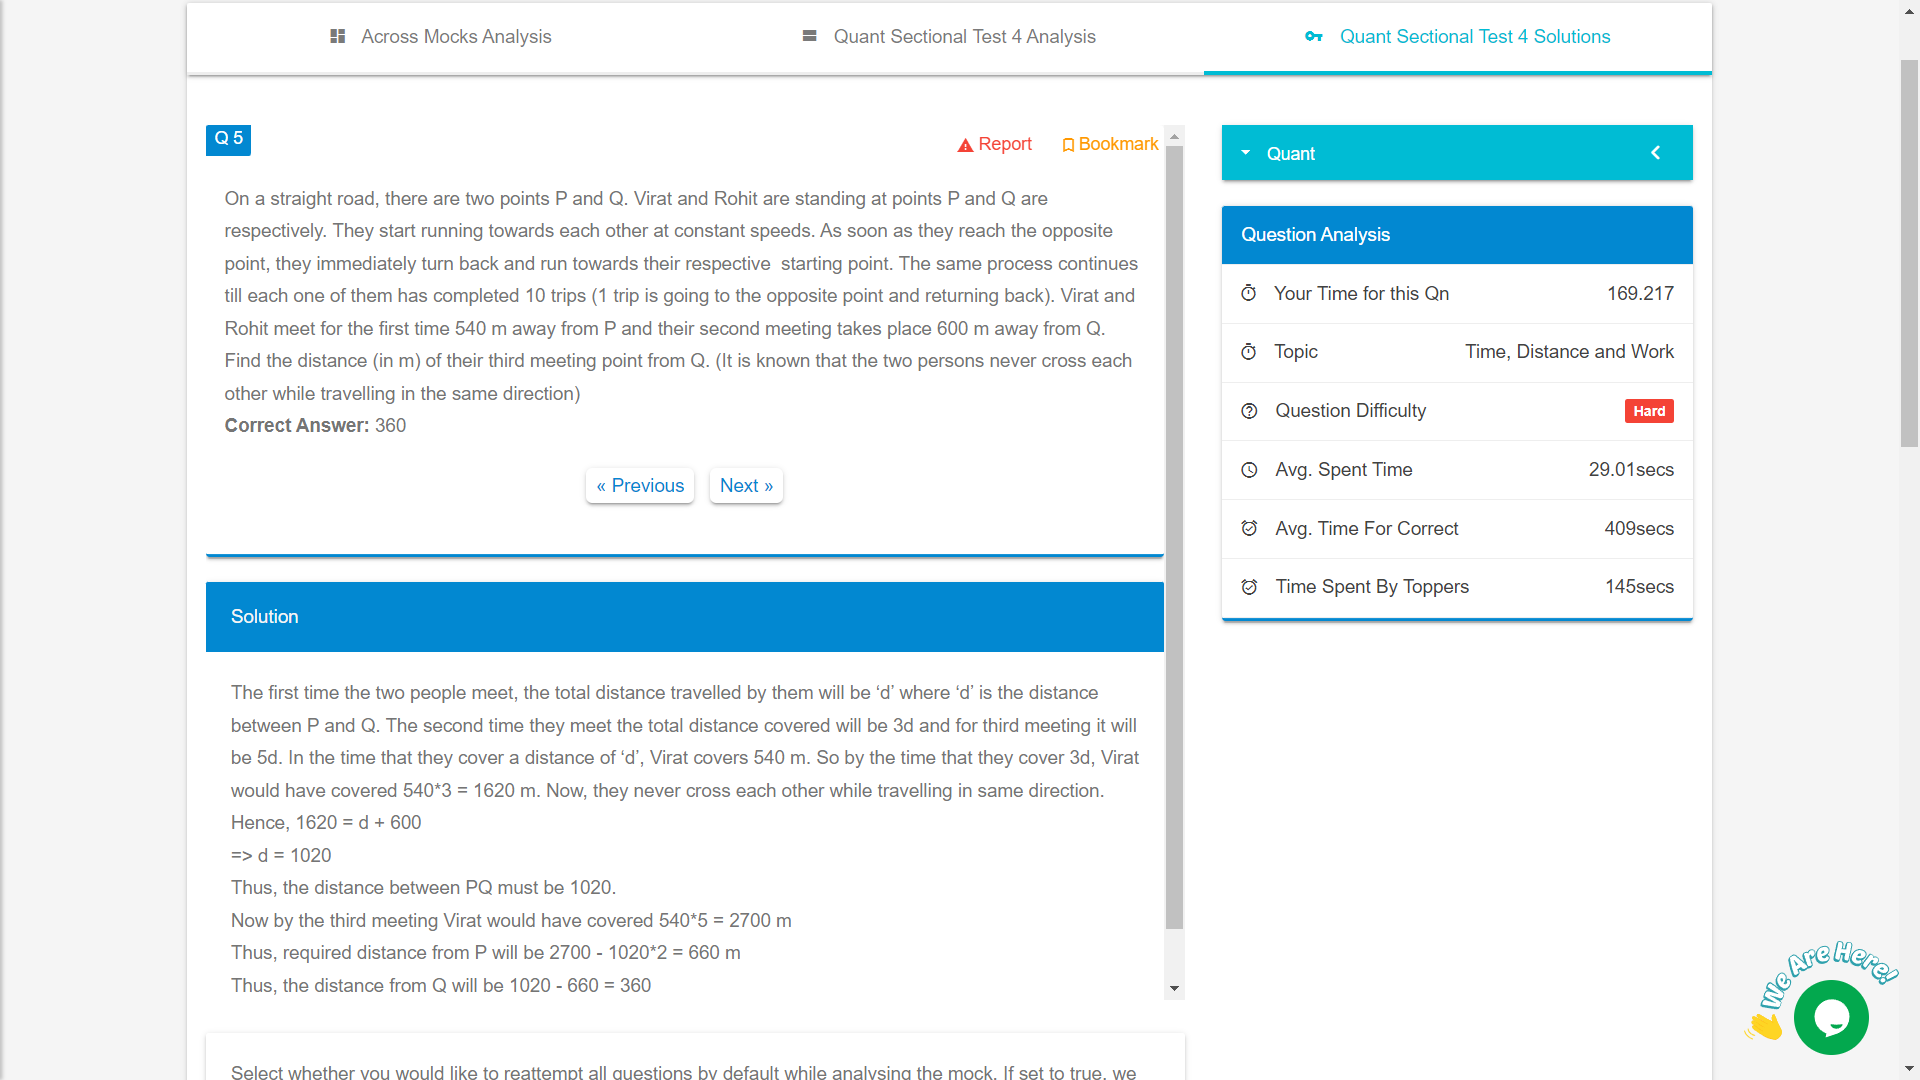 Across Mocks Analysis
Quant Sectional Test 4 Analysis
Quant Sectional Test 4 Solutions
Q 5
Report
Bookmark
On a straight road, there are two points P and Q. Virat and Rohit are standing at points P and Q are
respectively. They start running towards each other at constant speeds. As soon as they reach the opposite
point, they immediately turn back and run towards their respective  starting point. The same process continues
till each one of them has completed 10 trips (1 trip is going to the opposite point and returning back). Virat and
Rohit meet for the first time 540 m away from P and their second meeting takes place 600 m away from Q.
Find the distance (in m) of their third meeting point from Q. (It is known that the two persons never cross each
other while travelling in the same direction)
Correct Answer: 360
« Previous
Next »
Solution
The first time the two people meet, the total distance travelled by them will be ‘d’ where ‘d’ is the distance
between P and Q. The second time they meet the total distance covered will be 3d and for third meeting it will
be 5d. In the time that they cover a distance of ‘d’, Virat covers 540 m. So by the time that they cover 3d, Virat
would have covered 540*3 = 1620 m. Now, they never cross each other while travelling in same direction.
Hence, 1620 = d + 600
=> d = 1020
Thus, the distance between PQ must be 1020.
Now by the third meeting Virat would have covered 540*5 = 2700 m
Thus, required distance from P will be 2700 - 1020*2 = 660 m
Thus, the distance from Q will be 1020 - 660 = 360
Select whether you would like to reattempt all questions by default while analysing the mock. If set to true, we
Quant
Question Analysis
Your Time for this Qn 169.217
Topic Time, Distance and Work
Question Difficulty Hard
Avg. Spent Time 29.01secs
Avg. Time For Correct 409secs
Time Spent By Toppers 145secs
We Are Here!